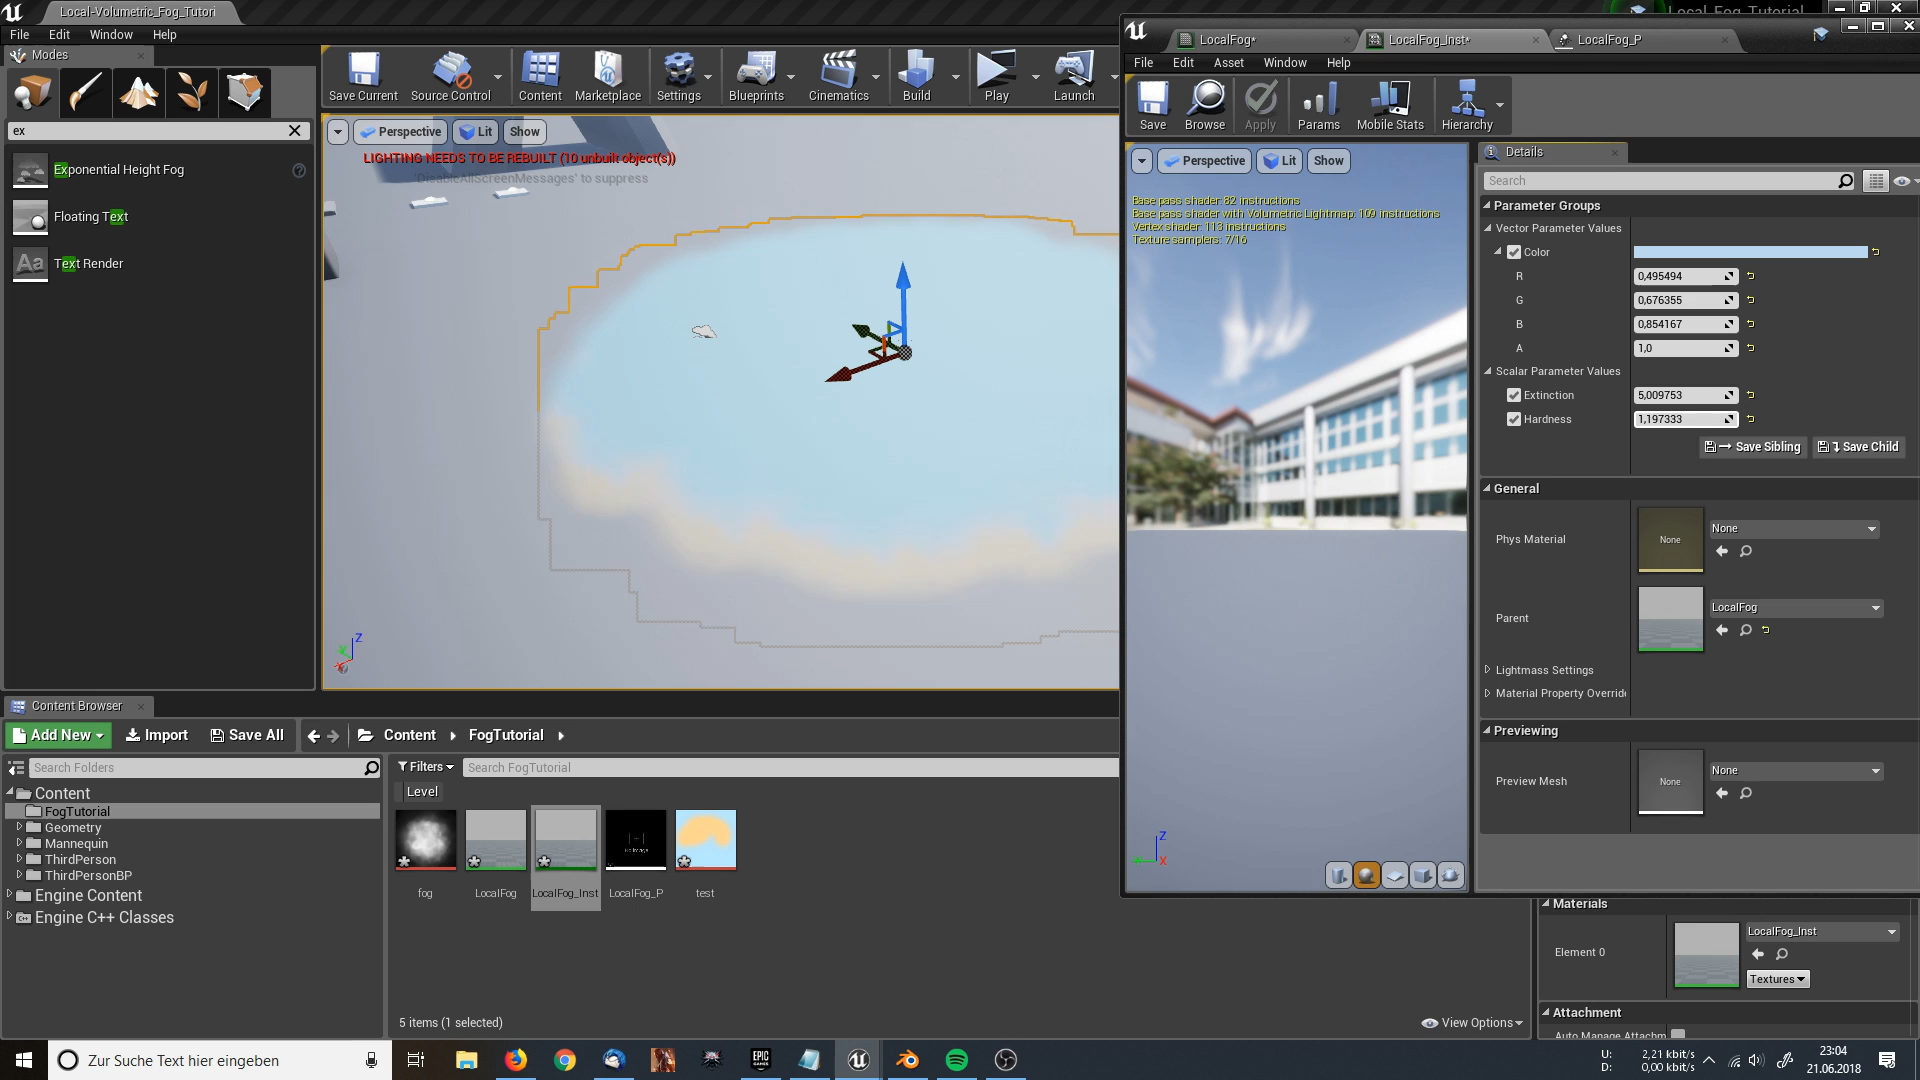 Local-Volumetric_Fog_Tutori
File Edit Window Help
Modes
ex
Exponential Height Fog
Floating Text
Text Render
Save Current
Source Control
Content
Marketplace
Settings
Blueprints
Cinematics
Build
Play
Launch
Perspective Lit Show
LIGHTING NEEDS TO BE REBUILT (10 unbuilt object(s))
'DisableAllScreenMessages' to suppress
Z
Local_Fog_Tutorial
LocalFog*
LocalFog_Inst*
LocalFog_P
File Edit Asset Window Help
Save
Browse
Apply
Params
Mobile Stats
Hierarchy
Perspective Lit Show
Base pass shader: 82 instructions
Base pass shader with Volumetric Lightmap: 109 instructions
Vertex shader: 113 instructions
Texture samplers: 7/16
Z
X
Details
Search
Parameter Groups
Vector Parameter Values
Color
R 0,495494
G 0,676355
B 0,854167
A 1,0
Scalar Parameter Values
Extinction 5,009753
Hardness 1,197333
Save Sibling Save Child
General
Phys Material None None
Parent LocalFog
Lightmass Settings
Material Property Override
Previewing
Preview Mesh None None
Materials
Element 0 LocalFog_Inst
Textures
Attachment
Auto Manage Attachm
Content Browser
Add New Import Save All Content FogTutorial
Search Folders
Content
FogTutorial
Geometry
Mannequin
ThirdPerson
ThirdPersonBP
Engine Content
Engine C++ Classes
Filters Search FogTutorial
Level
fog
LocalFog
LocalFog_Inst
LocalFog_P
test
5 items (1 selected)
View Options
Zur Suche Text hier eingeben
EPIC GAMES
U: 2,21 kbit/s
D: 0,00 kbit/s
23:04
21.06.2018